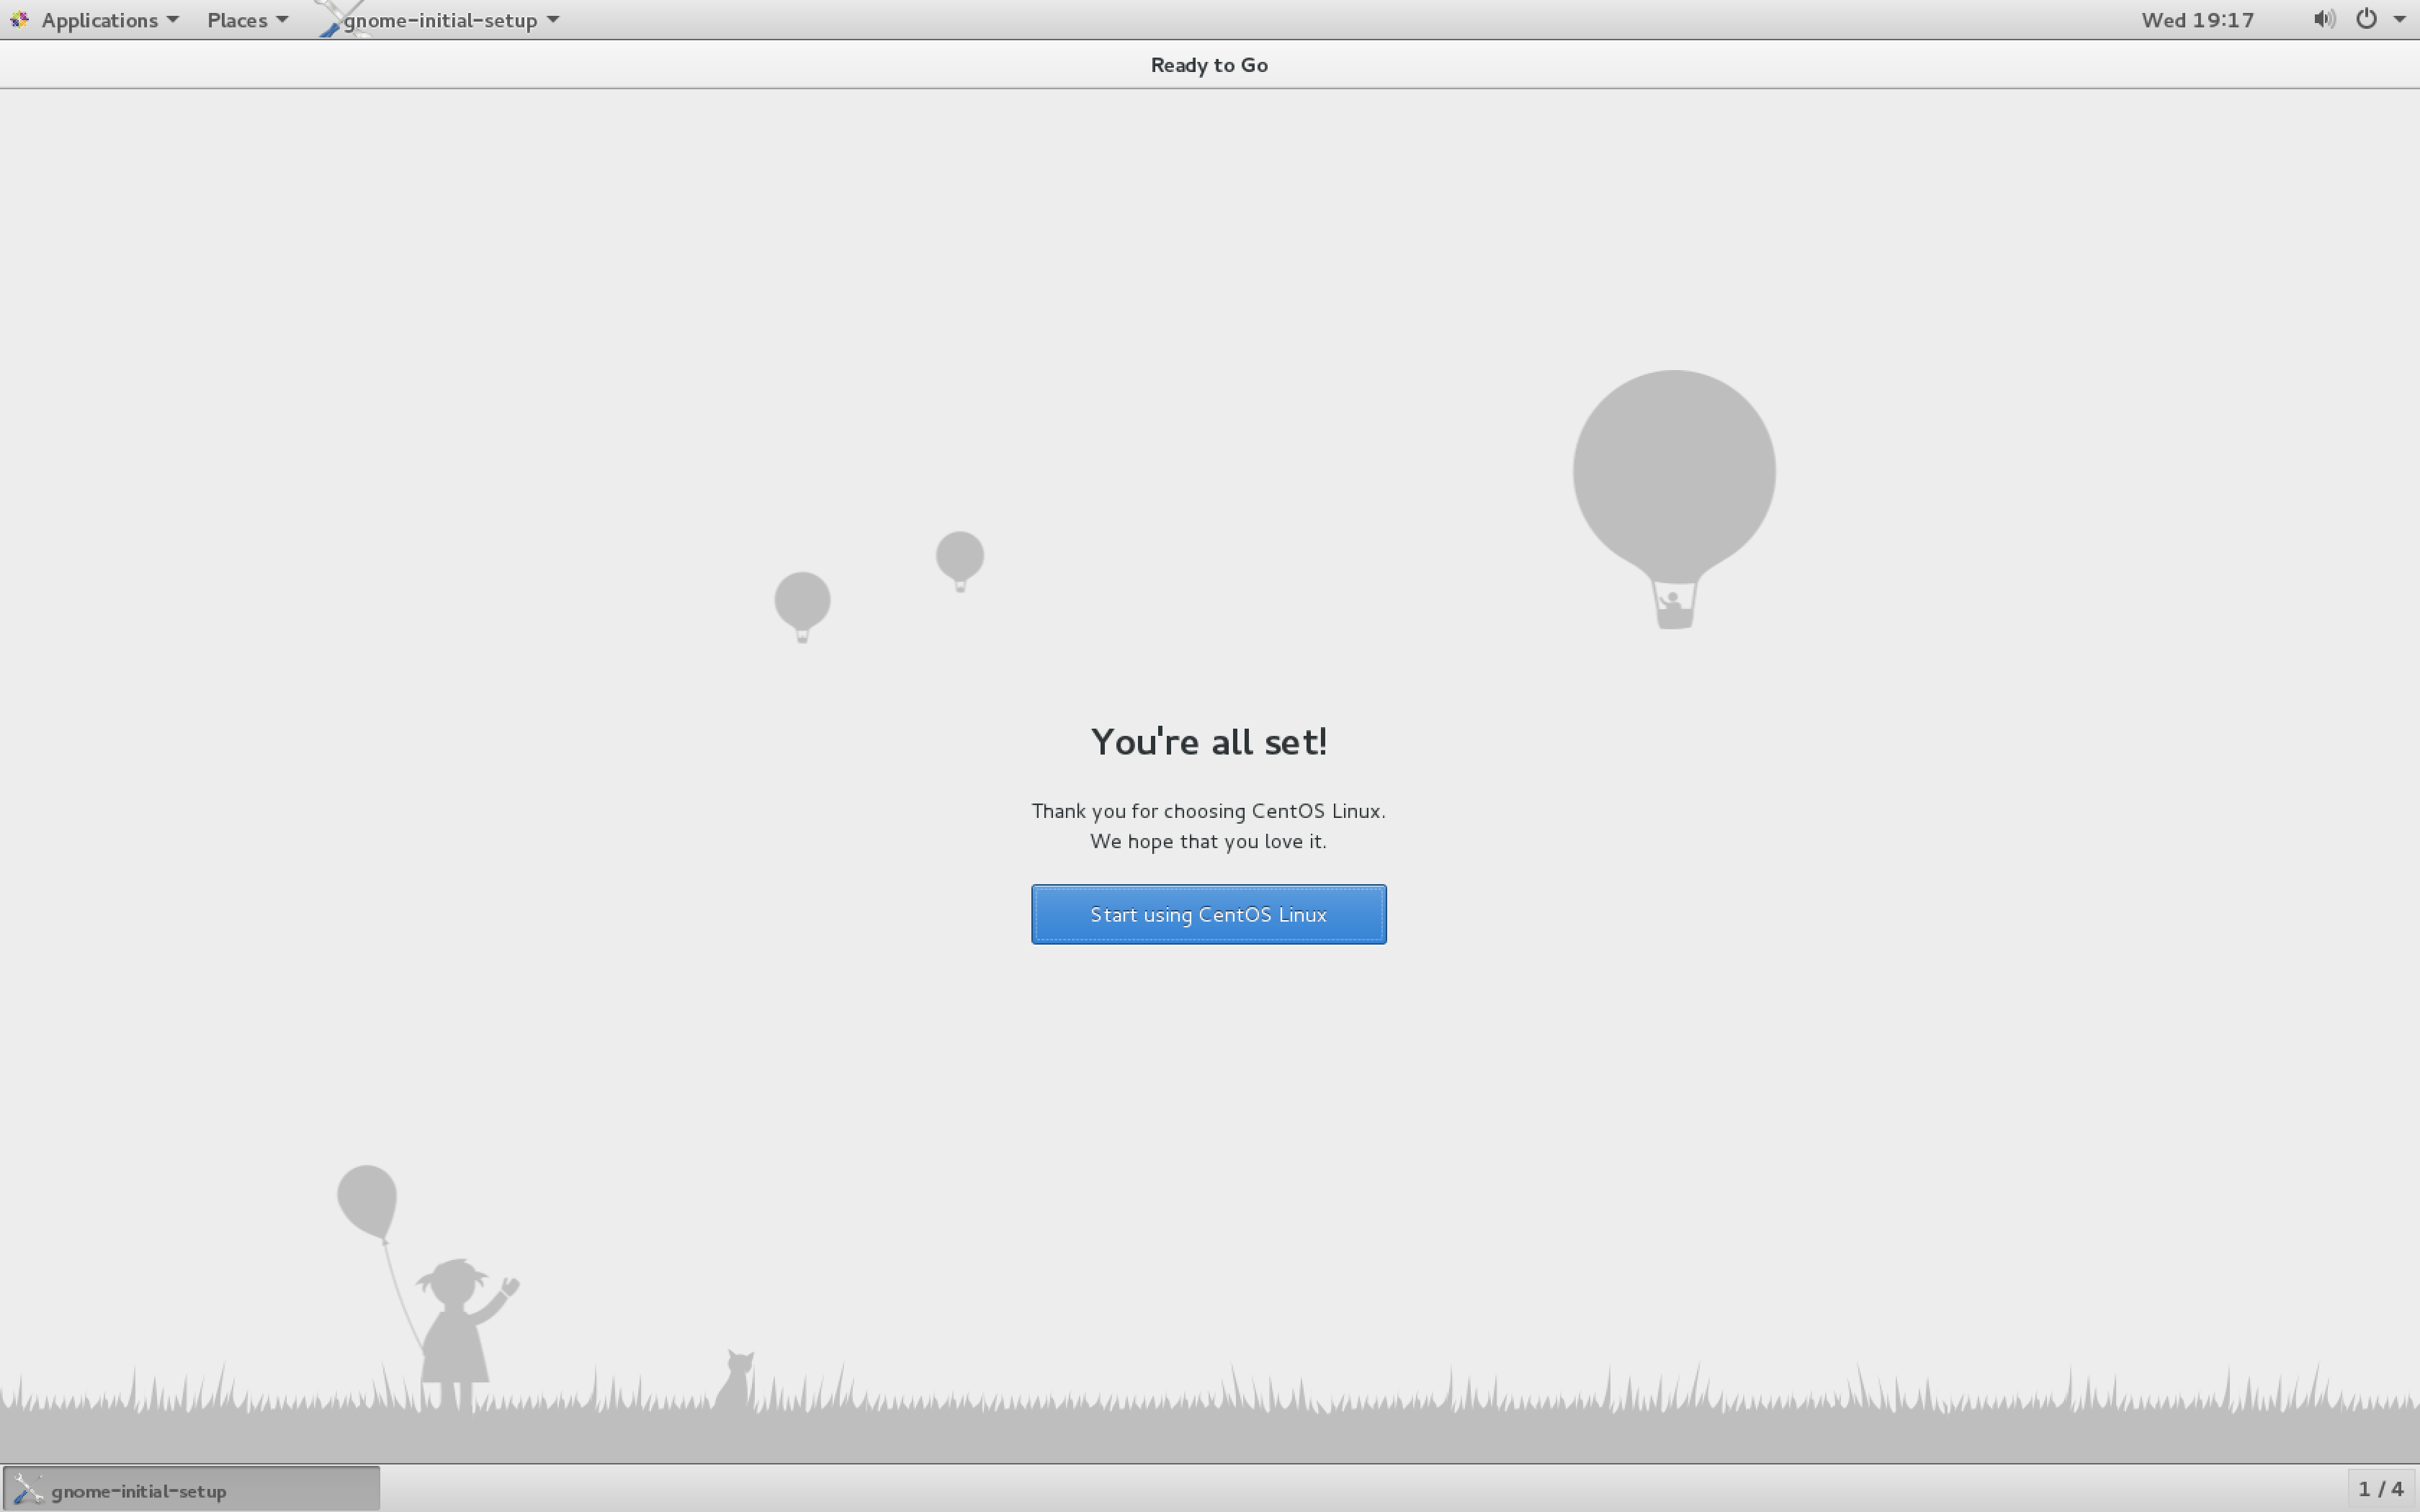 Applications Places gnome-initial-setup Wed 19:17
Ready to Go
You're all set!
Thank you for choosing CentOS Linux.
We hope that you love it.
Start using CentOS Linux
gnome-initial-setup 1 / 4